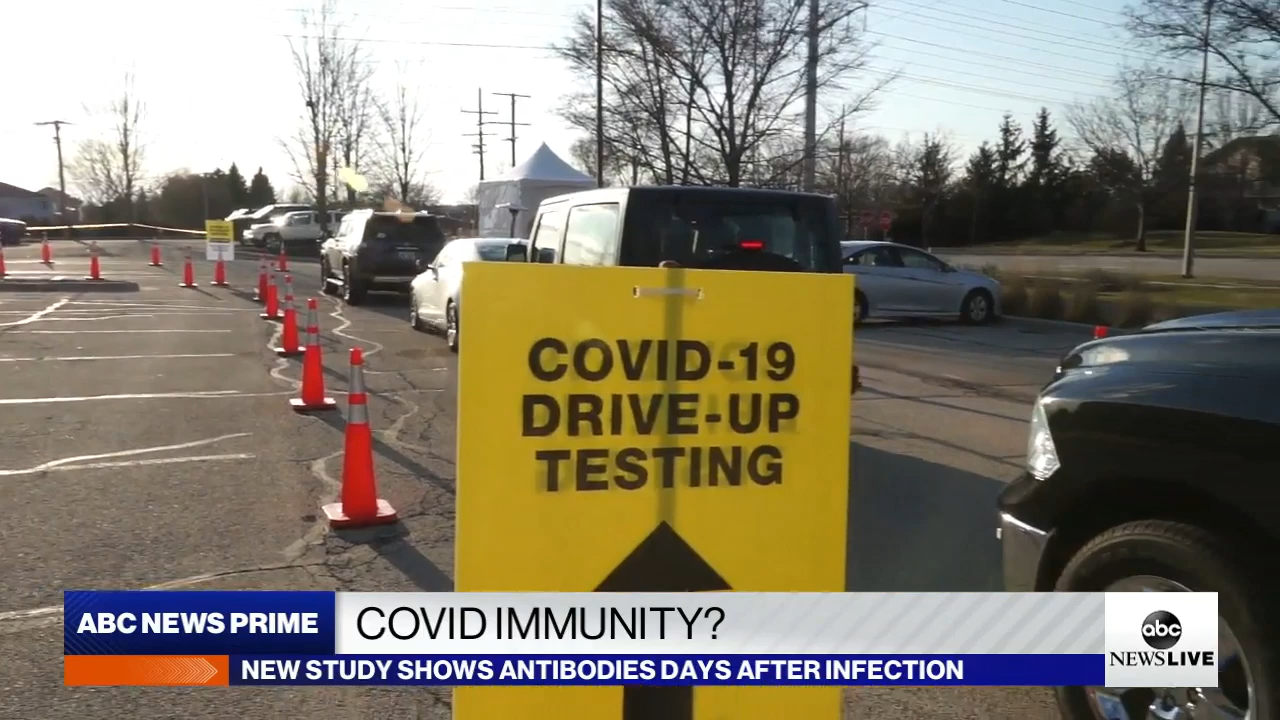 COVID-19
DRIVE-UP
TESTING
ABC NEWS PRIME
COVID IMMUNITY?
NEW STUDY SHOWS ANTIBODIES DAYS AFTER INFECTION
abc
NEWS LIVE